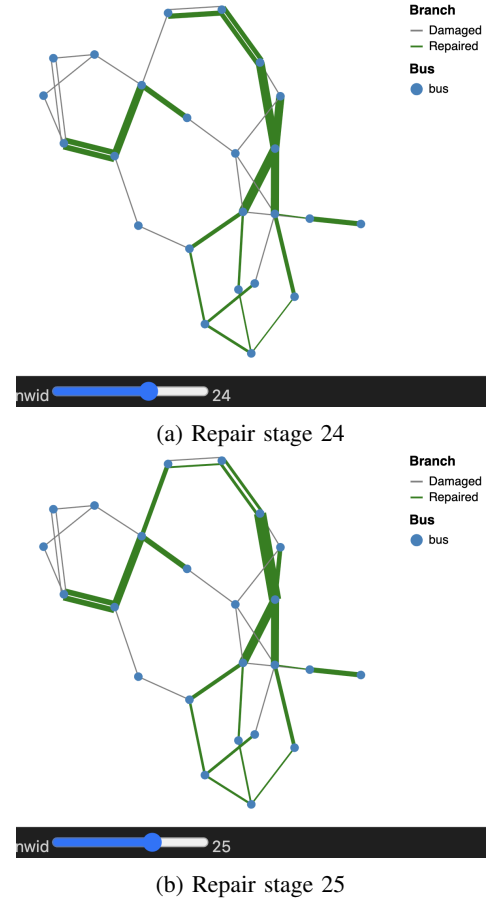 Branch
Damaged
Repaired
Bus
bus
nwid 24
(a) Repair stage 24
Branch
Damaged
Repaired
Bus
bus
nwid 25
(b) Repair stage 25